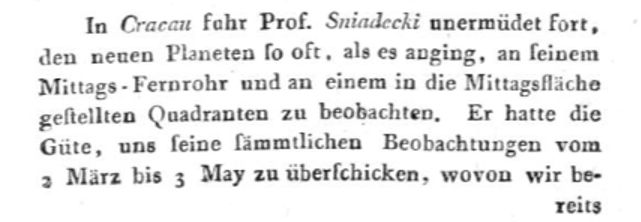 In Cracau fuhr Prof. Sniadecki unermüdet fort,
den neuen Planeten ſo oft, als es anging, an ſeinem
Mittags-Fernrohr und an einem in die Mittagsfläche
geſtellten Quadranten zu beobachten. Er hatte die
Güte, uns ſeine ſämmtlichen Beobachtungen vom
2 März bis 3 May zu überſchicken, wovon wir be-
reits